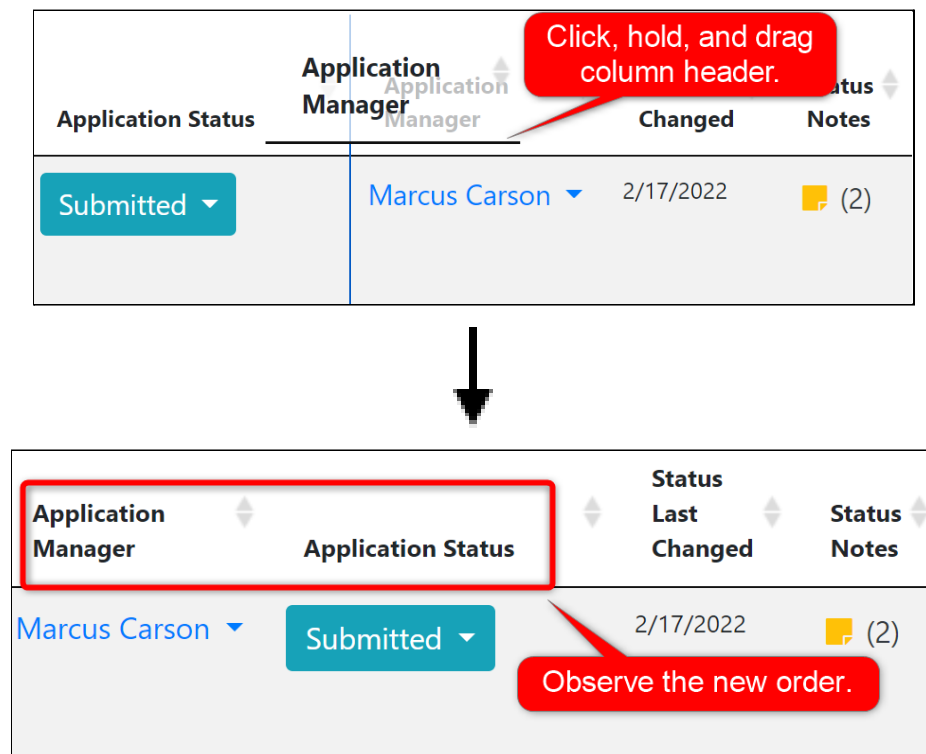 Click, hold, and drag
column header.
Application
Manager
Application
Manager
Application Status
Changed
atus
Notes
Submitted
Marcus Carson
2/17/2022
(2)
Application
Manager
Application Status
Status
Last
Changed
Status
Notes
Marcus Carson
Submitted
2/17/2022
(2)
Observe the new order.